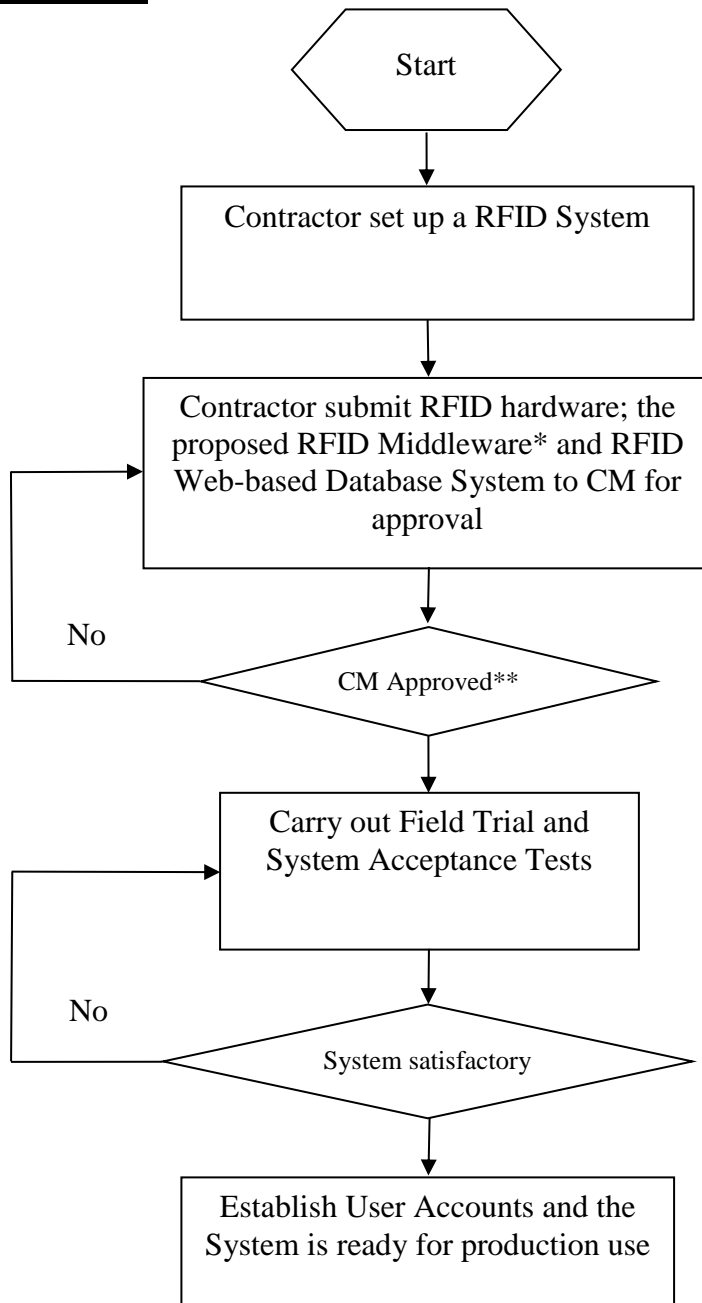 Start
Contractor set up a RFID System
Contractor submit RFID hardware; the
proposed RFID Middleware* and RFID
Web-based Database System to CM for
approval
No
CM Approved**
Carry out Field Trial and
System Acceptance Tests
No
System satisfactory
Establish User Accounts and the
System is ready for production use